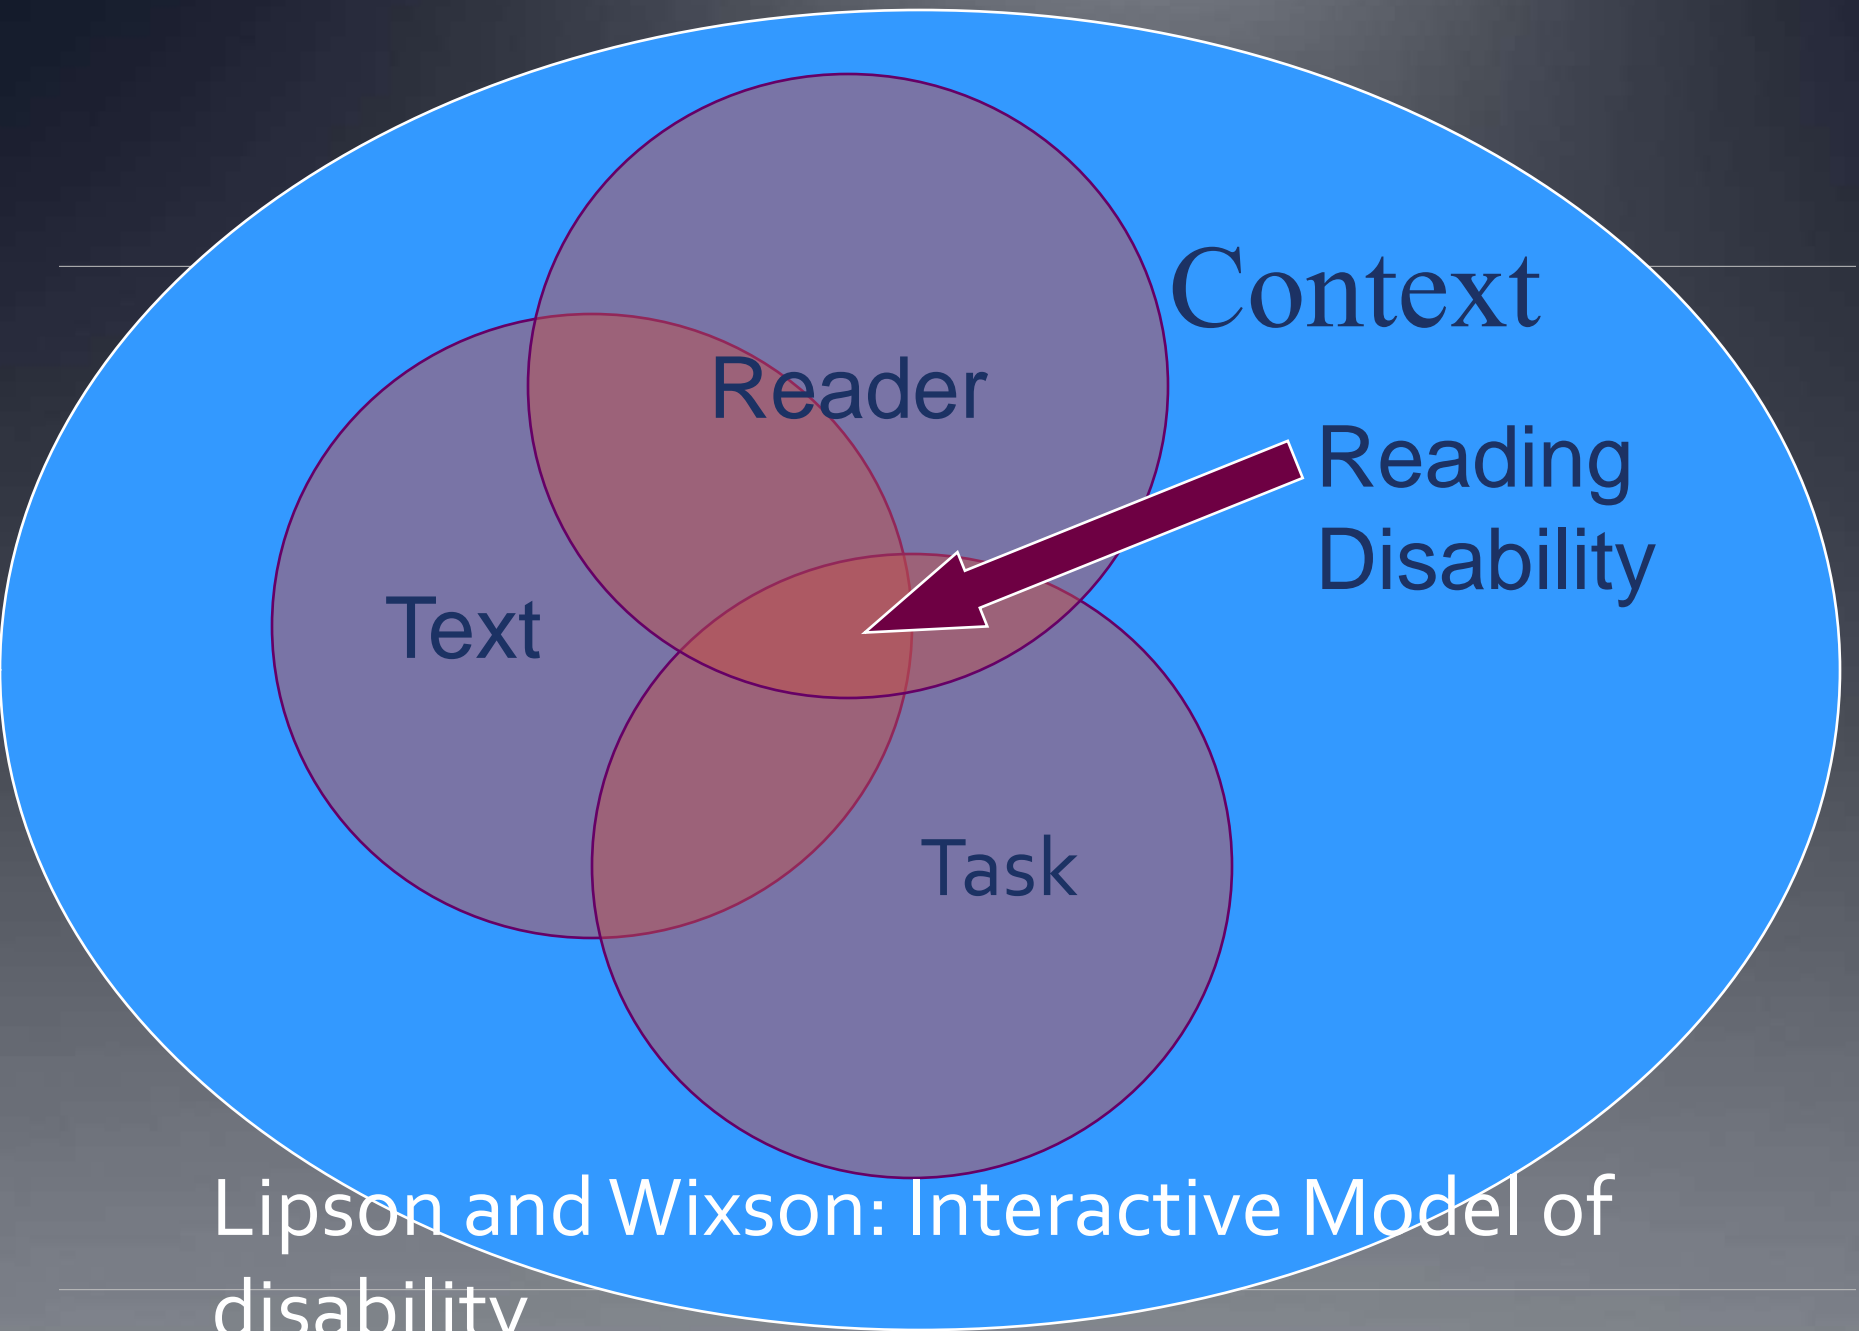 Context
Reader
Reading
Disability
Text
Task
Lipson and Wixson: Interactive Model of
disability